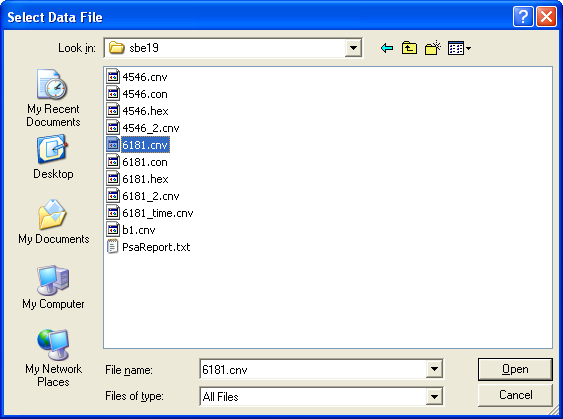 Select Data File
Look in: sbe19
My Recent
Documents
Desktop
My Documents
My Computer
My Network
Places
4546.cnv
4546.con
4546.hex
4546_2.cnv
6181.cnv
6181.con
6181.hex
6181_2.cnv
6181_time.cnv
b1.cnv
PsaReport.txt
File name: 6181.cnv
Open
Files of type: All Files
Cancel